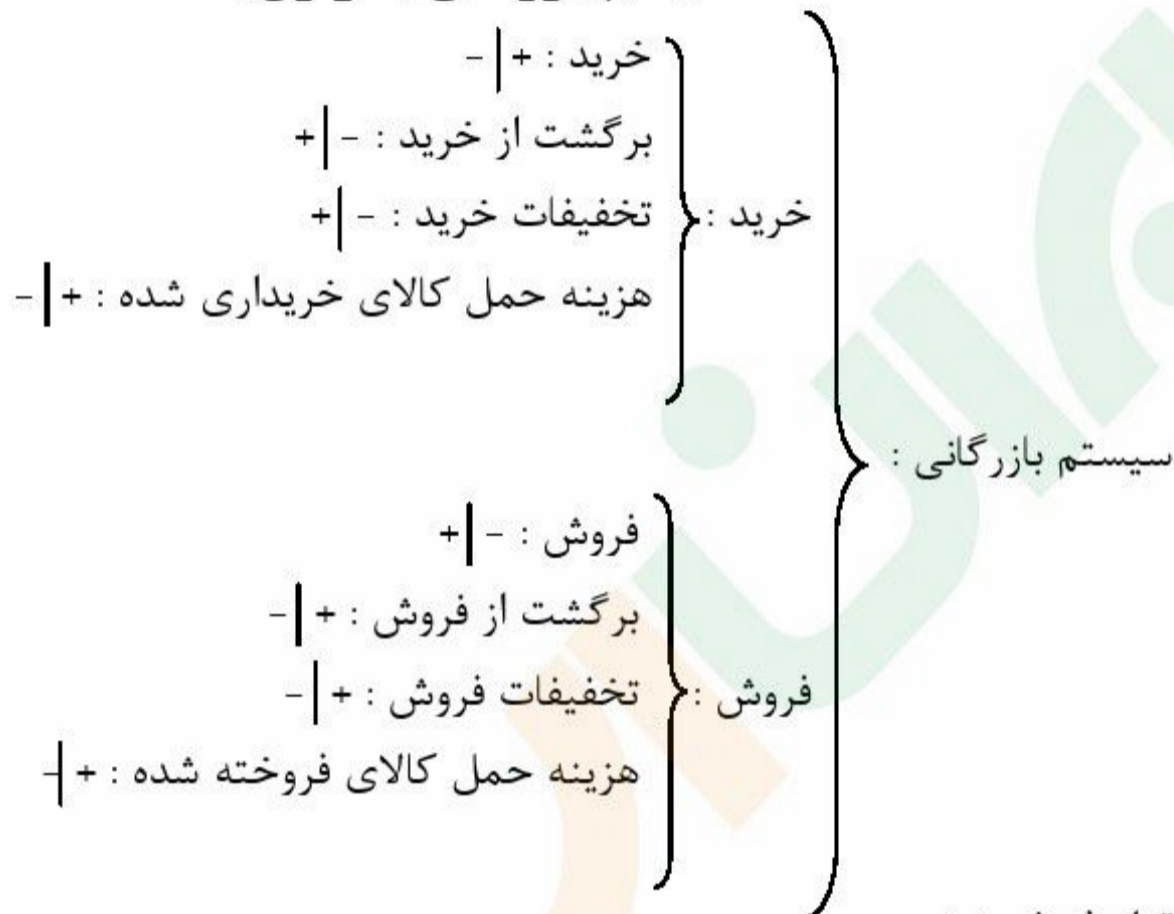 خرید : + | -
برگشت از خرید : - | +
تخفیفات خرید : - | +
خرید :
هزینه حمل کالای خریداری شده : + | -
سیستم بازرگانی :
فروش : - | +
برگشت از فروش : + | -
تخفیفات فروش : + | -
فروش :
هزینه حمل کالای فروخته شده : + | -